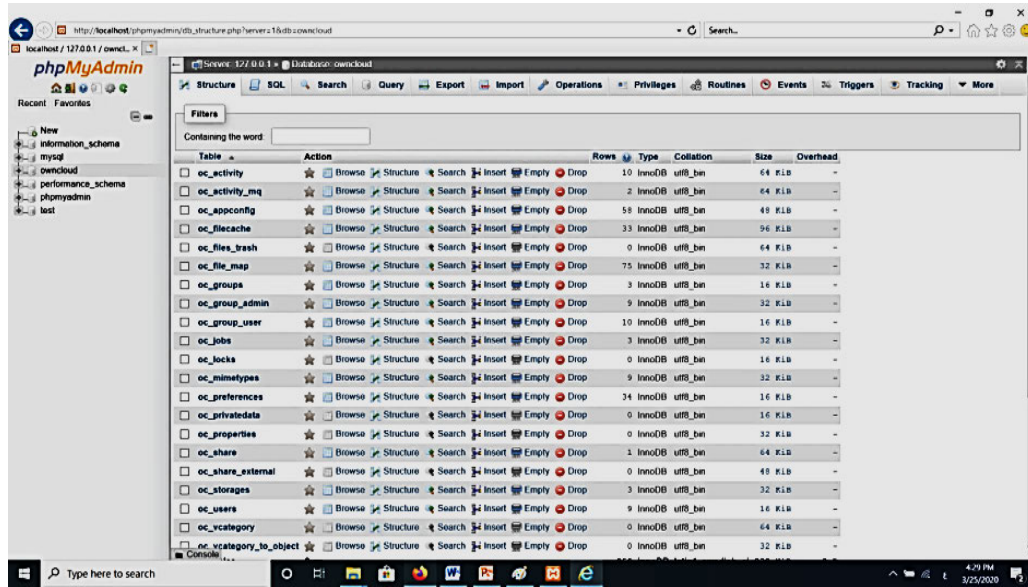 http://localhost/phpmyadmin/db_structure.php?server=1&db=owncloud
Search...
localhost / 127.0.0.1 / owncl...
phpMyAdmin
Recent Favorites
New
information_schema
mysql
owncloud
performance_schema
phpmyadmin
test
Server: 127.0.0.1 » Database: owncloud
Structure SQL Search Query Export Import Operations Privileges Routines Events Triggers Tracking More
Filters
Containing the word:
Table Action Rows Type Collation Size Overhead
oc_activity Browse Structure Search Insert Empty Drop 10 InnoDB utf8_bin 64 KiB -
oc_activity_mq Browse Structure Search Insert Empty Drop 2 InnoDB utf8_bin 64 KiB -
oc_appconfig Browse Structure Search Insert Empty Drop 58 InnoDB utf8_bin 48 KiB -
oc_filecache Browse Structure Search Insert Empty Drop 33 InnoDB utf8_bin 96 KiB -
oc_files_trash Browse Structure Search Insert Empty Drop 0 InnoDB utf8_bin 64 KiB -
oc_file_map Browse Structure Search Insert Empty Drop 75 InnoDB utf8_bin 32 KiB -
oc_groups Browse Structure Search Insert Empty Drop 3 InnoDB utf8_bin 16 KiB -
oc_group_admin Browse Structure Search Insert Empty Drop 9 InnoDB utf8_bin 32 KiB -
oc_group_user Browse Structure Search Insert Empty Drop 10 InnoDB utf8_bin 16 KiB -
oc_jobs Browse Structure Search Insert Empty Drop 3 InnoDB utf8_bin 32 KiB -
oc_locks Browse Structure Search Insert Empty Drop 0 InnoDB utf8_bin 16 KiB -
oc_mimetypes Browse Structure Search Insert Empty Drop 9 InnoDB utf8_bin 32 KiB -
oc_preferences Browse Structure Search Insert Empty Drop 34 InnoDB utf8_bin 16 KiB -
oc_privatedata Browse Structure Search Insert Empty Drop 0 InnoDB utf8_bin 16 KiB -
oc_properties Browse Structure Search Insert Empty Drop 0 InnoDB utf8_bin 32 KiB -
oc_share Browse Structure Search Insert Empty Drop 1 InnoDB utf8_bin 64 KiB -
oc_share_external Browse Structure Search Insert Empty Drop 0 InnoDB utf8_bin 48 KiB -
oc_storages Browse Structure Search Insert Empty Drop 3 InnoDB utf8_bin 32 KiB -
oc_users Browse Structure Search Insert Empty Drop 9 InnoDB utf8_bin 16 KiB -
oc_vcategory Browse Structure Search Insert Empty Drop 0 InnoDB utf8_bin 64 KiB -
oc_vcategory_to_object Browse Structure Search Insert Empty Drop 0 InnoDB utf8_bin 32 KiB -
Console
Type here to search
4:29 PM
3/25/2020